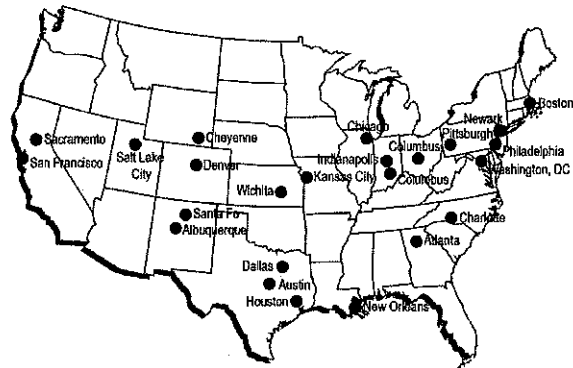 Boston
Newark
Chicago
Pittsburgh
Columbus
Sacramento
Cheyenne
Philadelphia
Salt Lake
City
San Francisco
Indianapolis
Denver
Washington, DC
Kansas City
Columbus
Wichita
Santa Fe
Charlotte
Albuquerque
Atlanta
Dallas
Austin
Houston
New Orleans